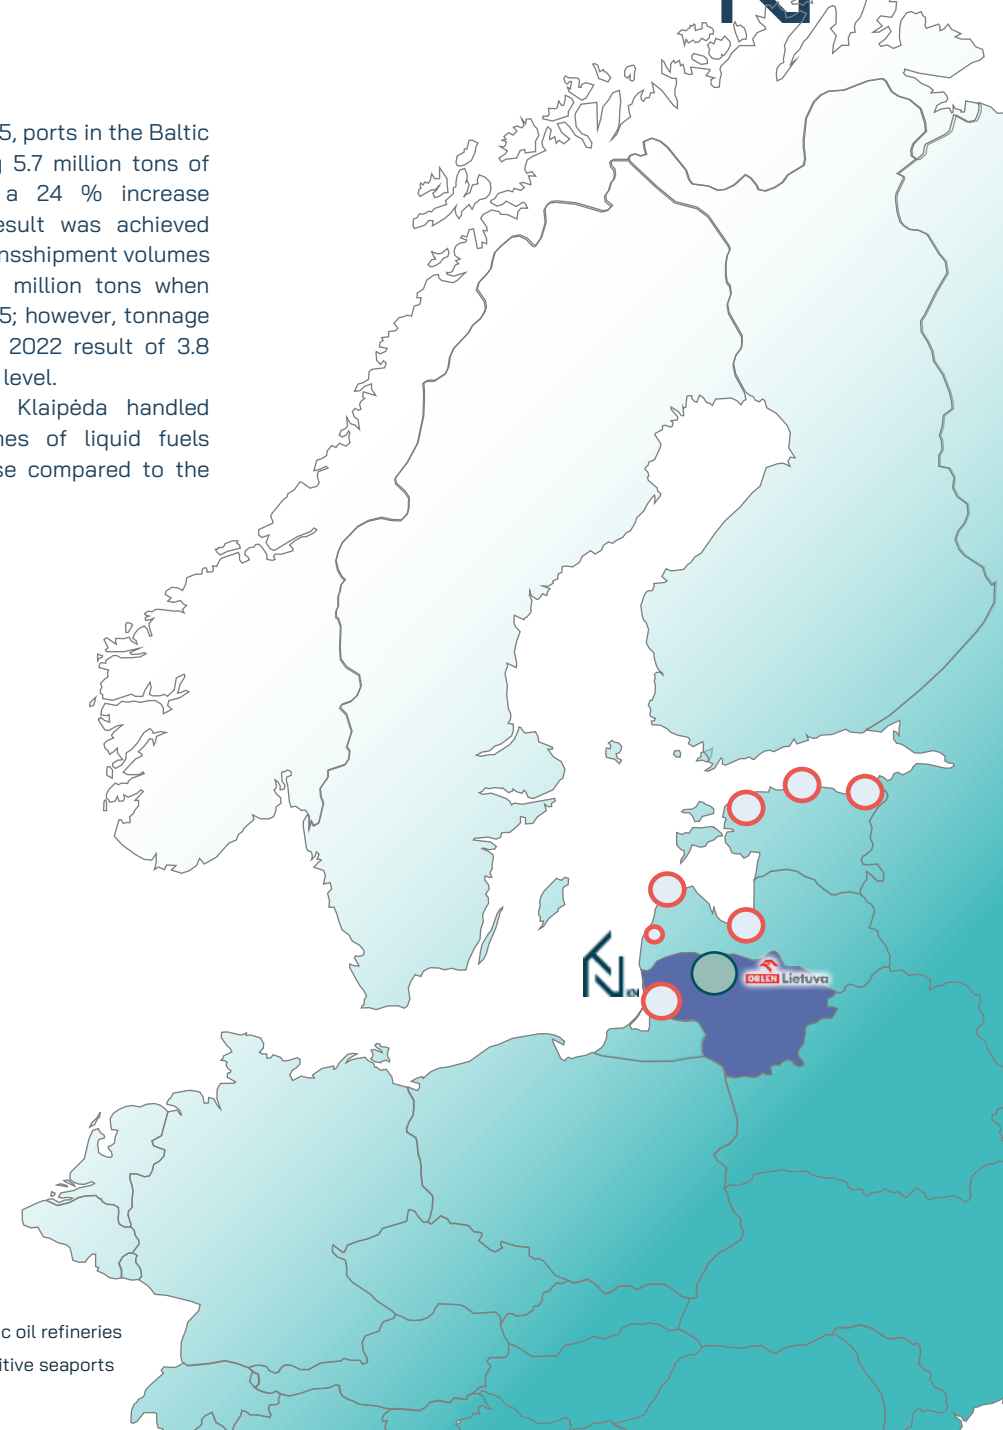 5, ports in the Baltic
5.7 million tons of
a 24 % increase
esult was achieved
nsshipment volumes
million tons when
5; however, tonnage
2022 result of 3.8
level.
Klaipėda handled
nes of liquid fuels
se compared to the
ORLEN Lietuva
c oil refineries
itive seaports